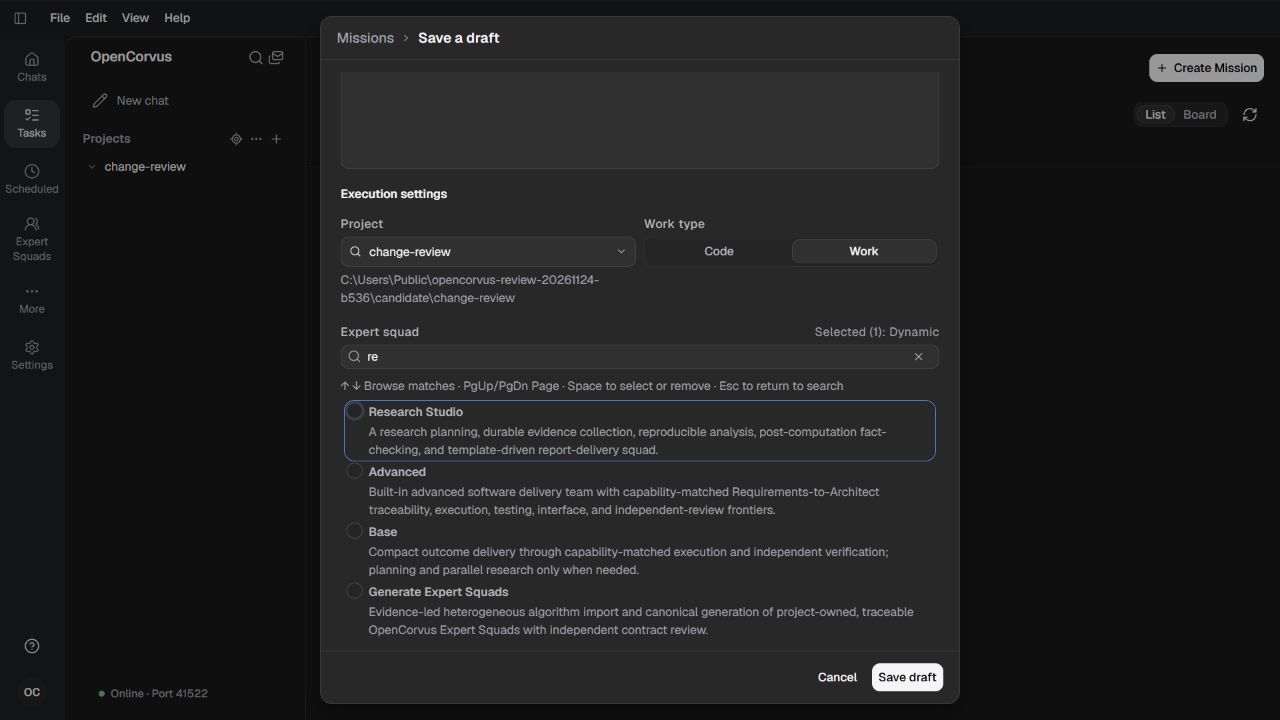 File Edit View Help
Chats
Tasks
Scheduled
Expert
Squads
More
Settings
OC
OpenCorvus
New chat
Projects
change-review
Online · Port 41522
Missions › Save a draft
Execution settings
Project
change-review
C:\Users\Public\opencorvus-review-20261124-
b536\candidate\change-review
Work type
Code Work
Expert squad Selected (1): Dynamic
re
↑↓ Browse matches · PgUp/PgDn Page · Space to select or remove · Esc to return to search
Research Studio
A research planning, durable evidence collection, reproducible analysis, post-computation fact-
checking, and template-driven report-delivery squad.
Advanced
Built-in advanced software delivery team with capability-matched Requirements-to-Architect
traceability, execution, testing, interface, and independent-review frontiers.
Base
Compact outcome delivery through capability-matched execution and independent verification;
planning and parallel research only when needed.
Generate Expert Squads
Evidence-led heterogeneous algorithm import and canonical generation of project-owned, traceable
OpenCorvus Expert Squads with independent contract review.
Cancel Save draft
+ Create Mission
List Board